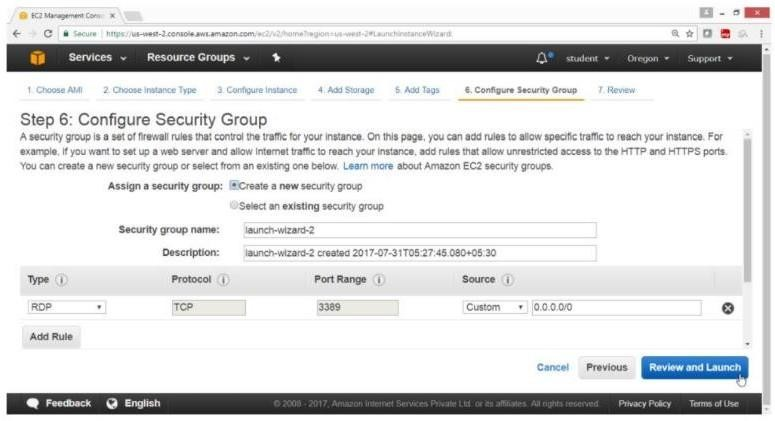 EC2 Management Conso
Secure https://us-west-2.console.aws.amazon.com/ec2/v2/home?region=us-west-2#LaunchInstanceWizard:
Services Resource Groups student Oregon Support
1. Choose AMI 2. Choose Instance Type 3. Configure Instance 4. Add Storage 5. Add Tags 6. Configure Security Group 7. Review
Step 6: Configure Security Group
A security group is a set of firewall rules that control the traffic for your instance. On this page, you can add rules to allow specific traffic to reach your instance. For
example, if you want to set up a web server and allow Internet traffic to reach your instance, add rules that allow unrestricted access to the HTTP and HTTPS ports.
You can create a new security group or select from an existing one below. Learn more about Amazon EC2 security groups.
Assign a security group: Create a new security group
Select an existing security group
Security group name: launch-wizard-2
Description: launch-wizard-2 created 2017-07-31T05:27:45.080+05:30
Type Protocol Port Range Source
RDP TCP 3389 Custom 0.0.0.0/0
Add Rule
Cancel Previous Review and Launch
Feedback English © 2008 - 2017, Amazon Internet Services Private Ltd. or its affiliates. All rights reserved. Privacy Policy Terms of Use